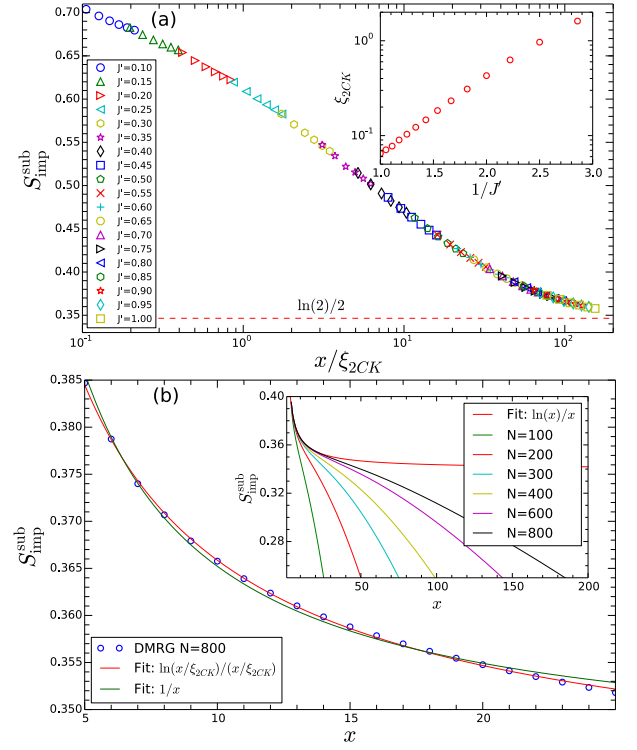 (a)
0.70
0.65
0.60
0.55
0.50
0.45
0.40
0.35
S_imp^sub
J'=0.10
J'=0.15
J'=0.20
J'=0.25
J'=0.30
J'=0.35
J'=0.40
J'=0.45
J'=0.50
J'=0.55
J'=0.60
J'=0.65
J'=0.70
J'=0.75
J'=0.80
J'=0.85
J'=0.90
J'=0.95
J'=1.00
ln(2)/2
10^-1 10^0 10^1 10^2
x/ξ_2CK
10^0
10^-1
ξ_2CK
1.0 1.5 2.0 2.5 3.0
1/J'
(b)
0.385
0.380
0.375
0.370
0.365
0.360
0.355
0.350
S_imp^sub
DMRG N=800
Fit: ln(x/ξ_2CK)/(x/ξ_2CK)
Fit: 1/x
5 10 15 20
x
0.40
0.36
0.32
0.28
S_imp^sub
Fit: ln(x)/x
N=100
N=200
N=300
N=400
N=600
N=800
50 100 150 200
x